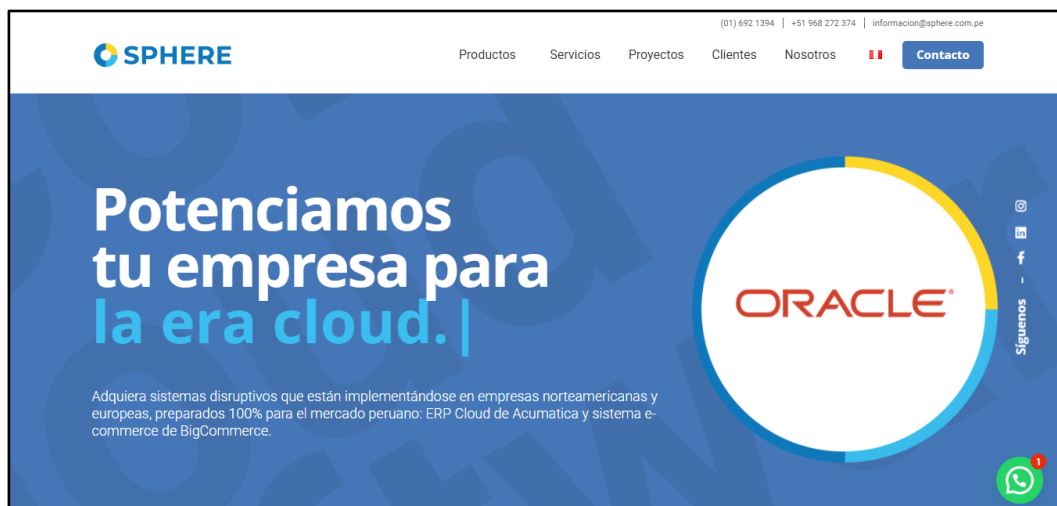 (01) 692 1394 | +51 968 272 374 | informacion@sphere.com.pe
SPHERE
Productos Servicios Proyectos Clientes Nosotros Contacto
Potenciamos
tu empresa para
la era cloud.|
ORACLE®
Síguenos -
Adquiera sistemas disruptivos que están implementándose en empresas norteamericanas y
europeas, preparados 100% para el mercado peruano: ERP Cloud de Acumatica y sistema e-
commerce de BigCommerce.
1